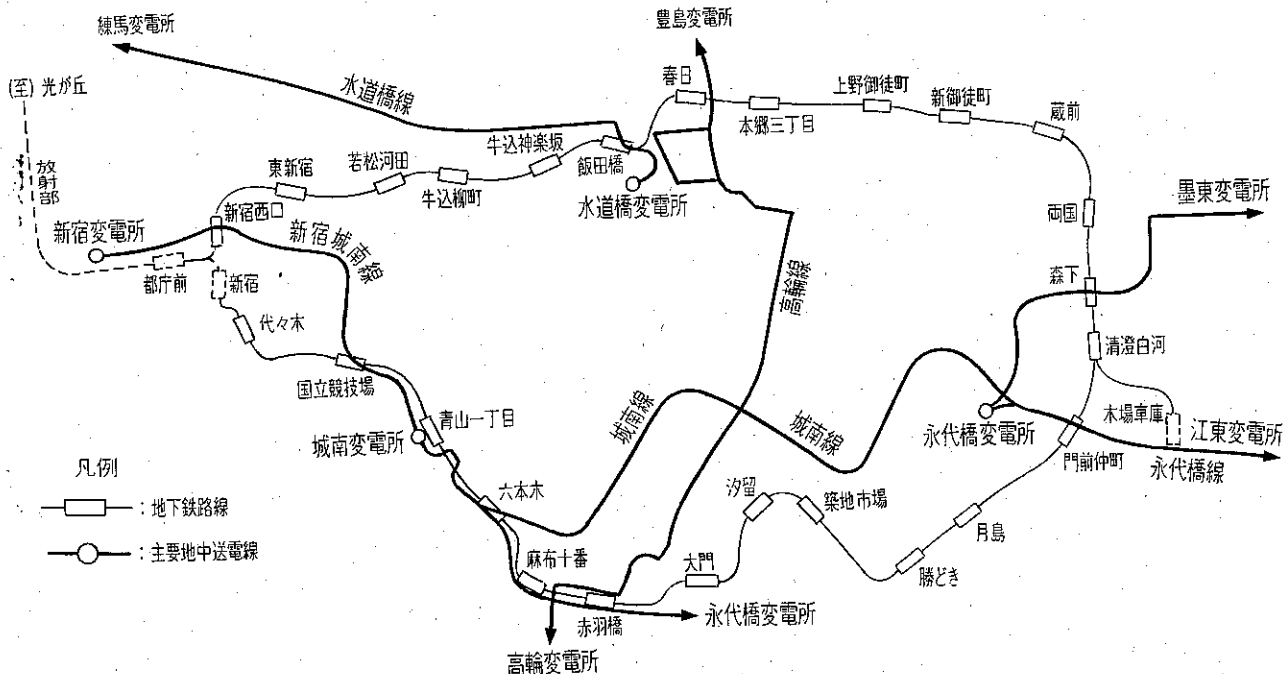 練馬変電所
豊島変電所
(至)光が丘
水道橋線
春日
上野御徒町
新御徒町
蔵前
本郷三丁目
放射部
東新宿
若松河田
牛込柳町
牛込神楽坂
飯田橋
水道橋変電所
両国
墨東変電所
新宿西口
新宿変電所
新宿城南線
都庁前
新宿
高輪線
森下
代々木
清澄白河
国立競技場
青山一丁目
城南線
城南線
永代橋変電所
木場車庫
江東変電所
門前仲町
永代橋線
城南変電所
凡例
:地下鉄路線
:主要地中送電線
六本木
汐留
築地市場
月島
勝どき
大門
麻布十番
赤羽橋
永代橋変電所
高輪変電所